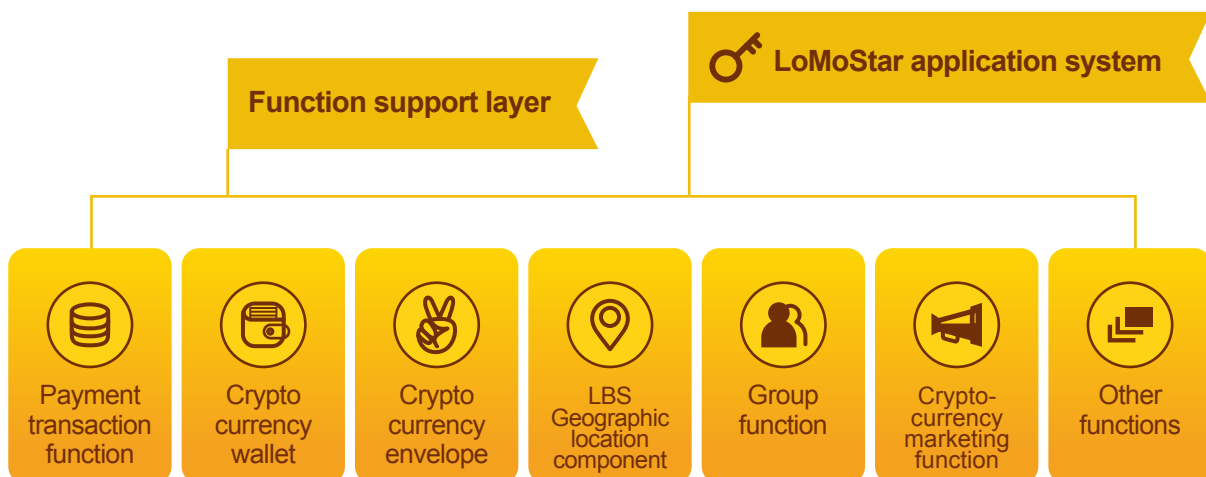 LoMoStar application system
Function support layer
Payment
transaction
function
Crypto
currency
wallet
Crypto
currency
envelope
LBS
Geographic
location
component
Group
function
Crypto-
currency
marketing
function
Other
functions